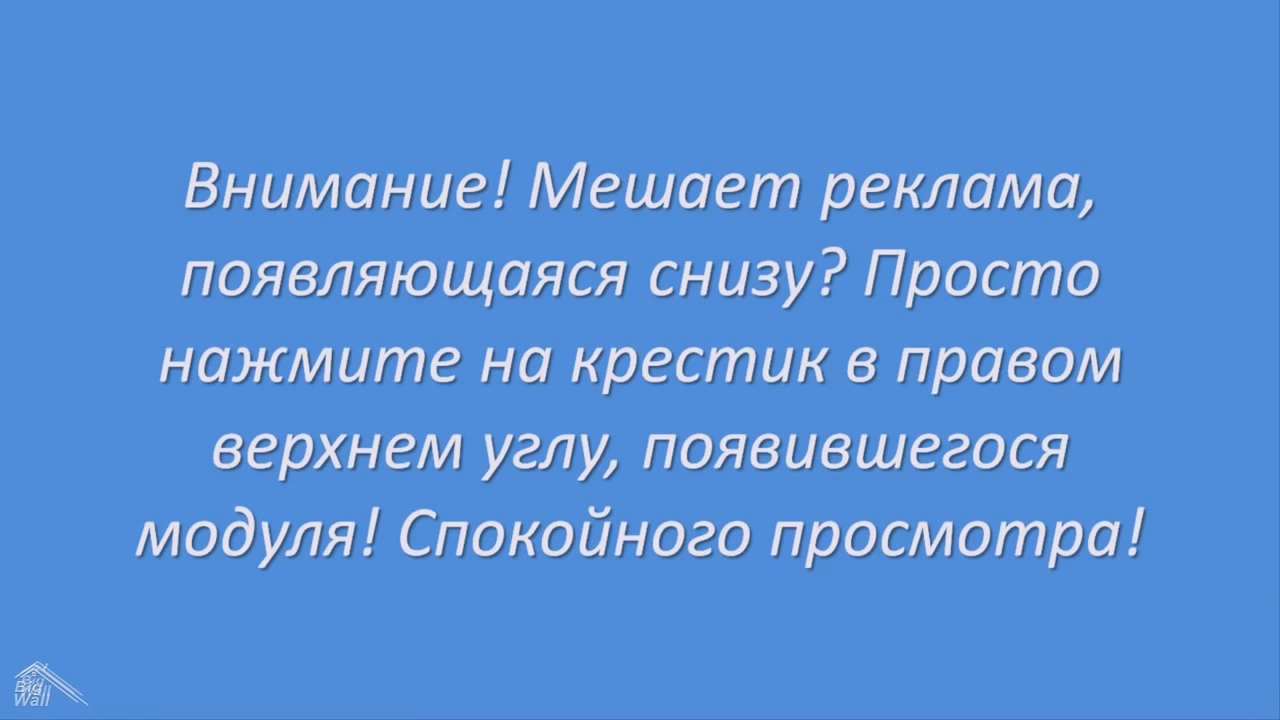 Внимание! Мешает реклама,
появляющаяся снизу? Просто
нажмите на крестик в правом
верхнем углу, появившегося
модуля! Спокойного просмотра!
Big
Wall